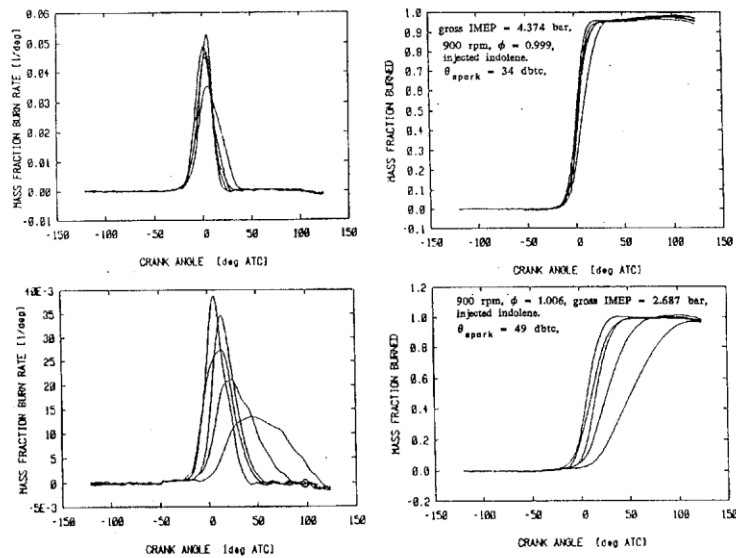 MASS FRACTION BURN RATE [1/deg]
0.06
0.05
0.04
0.03
0.02
0.01
0.00
-0.01
-150 -100 -50 0 50 100 150
CRANK ANGLE [deg ATC]
MASS FRACTION BURNED
1.0
0.9
0.8
0.7
0.6
0.5
0.4
0.3
0.2
0.1
0.0
-0.1
gross IMEP = 4.374 bar,
900 rpm, ϕ = 0.999,
injected indolene.
θspark = 34 dbtc,
-150 -100 -50 0 50 100 150
CRANK ANGLE [deg ATC]
MASS FRACTION BURN RATE [1/deg]
40E-3
35
30
25
20
15
10
5
0
-5E-3
-150 -100 -50 0 50 100 150
CRANK ANGLE [deg ATC]
MASS FRACTION BURNED
1.2
1.0
0.8
0.6
0.4
0.2
0.0
-0.2
900 rpm, ϕ = 1.006, gross IMEP = 2.687 bar,
injected indolene.
θspark = 49 dbtc,
-150 -100 -50 0 50 100 150
CRANK ANGLE [deg ATC]